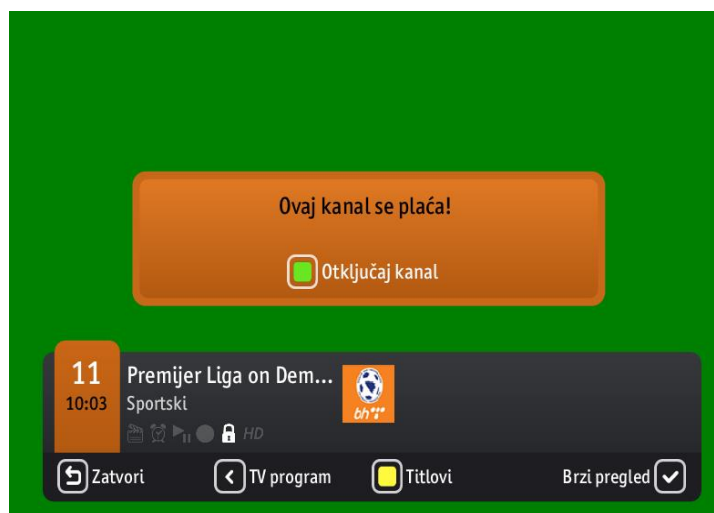 Ovaj kanal se plaća!
Otključaj kanal
11
10:03
Premijer Liga on Dem...
Sportski
HD
Zatvori
TV program
Titlovi
Brzi pregled